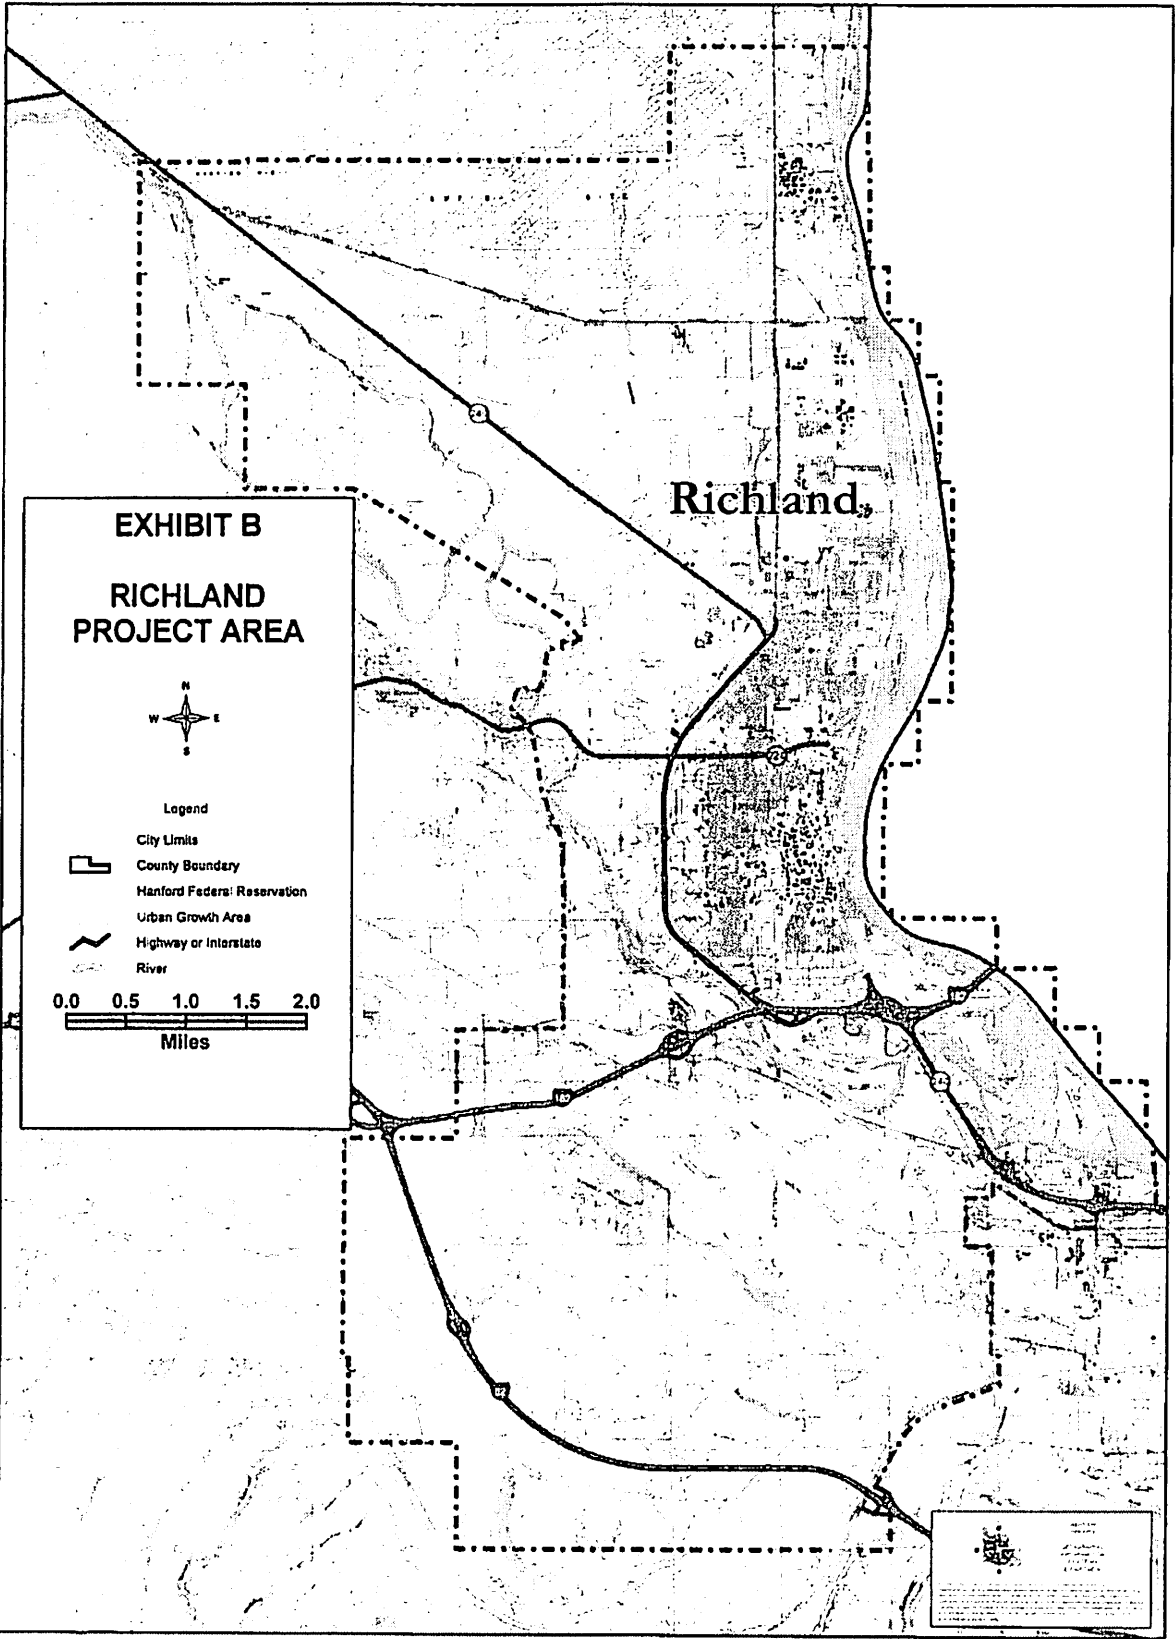 Richland
EXHIBIT B
RICHLAND
PROJECT AREA
N
W E
S
Legend
City Limits
County Boundary
Hanford Federal Reservation
Urban Growth Area
Highway or Interstate
River
0.0 0.5 1.0 1.5 2.0
Miles